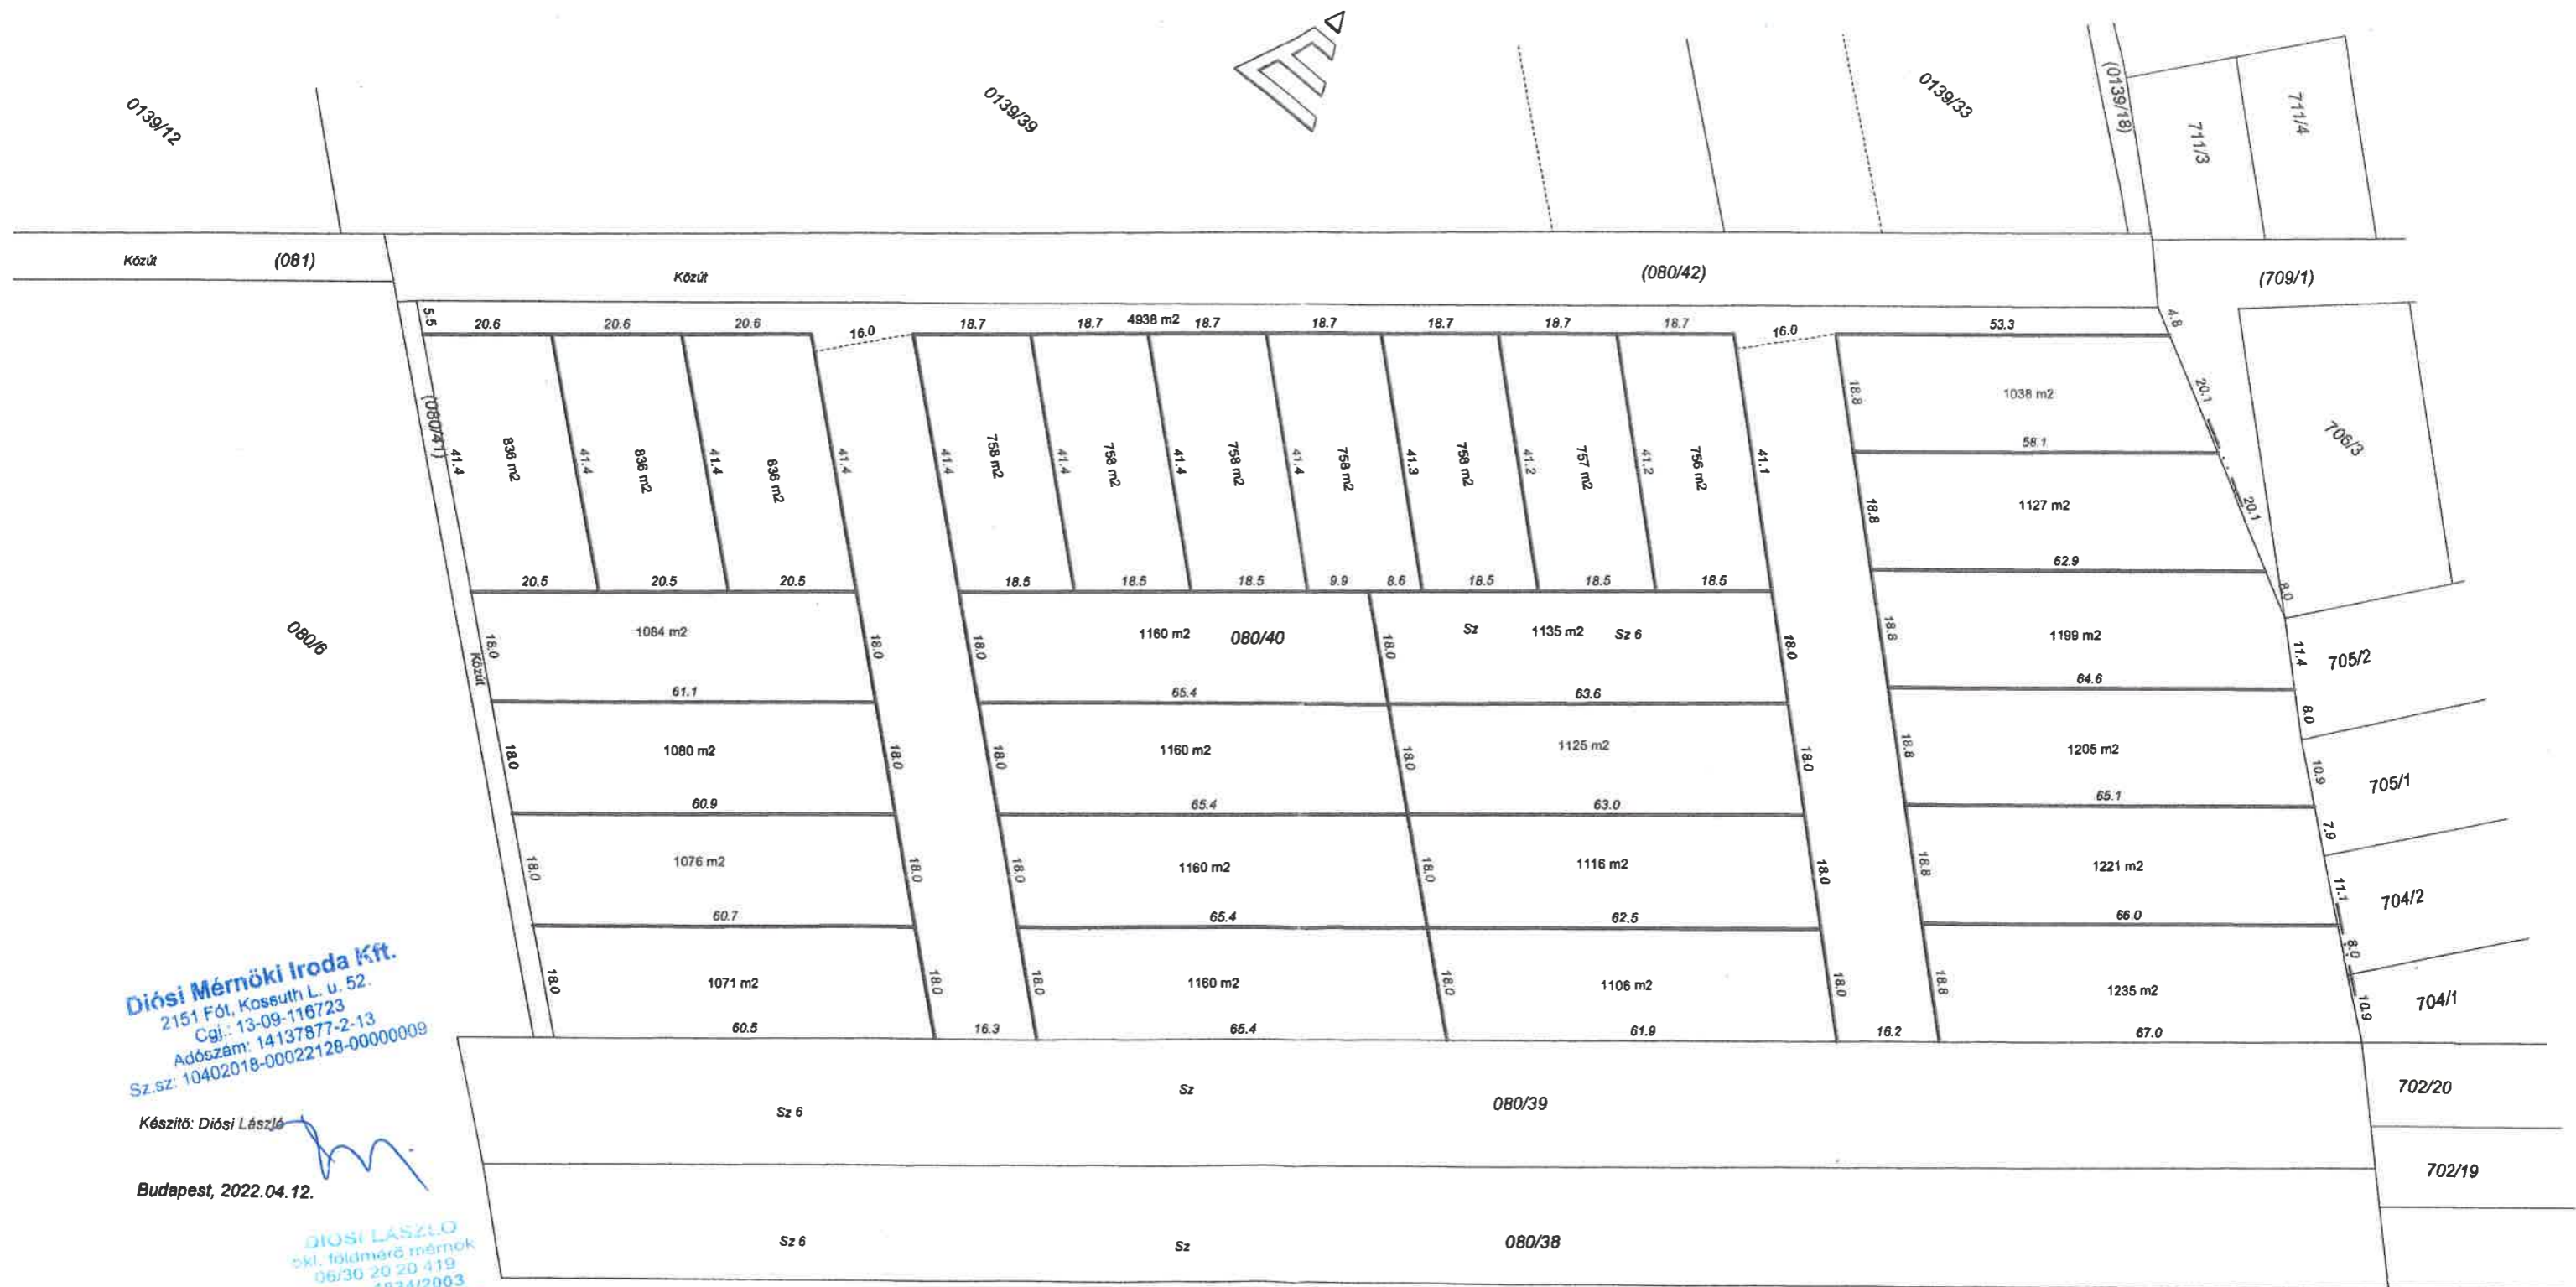 0139/12
0139/39
0139/33
(0139/18)
711/3
711/4
Közút
(081)
Közút
(080/42)
(709/1)
5.5
20.6
20.6
20.6
16.0
18.7
18.7
4938 m2
18.7
18.7
18.7
18.7
18.7
16.0
53.3
4.8
(080/41)
41.4
836 m2
41.4
836 m2
41.4
836 m2
41.4
41.4
758 m2
41.4
758 m2
41.4
758 m2
41.4
758 m2
41.3
758 m2
41.2
757 m2
41.2
756 m2
41.1
18.8
1038 m2
20.1
58.1
706/3
18.8
1127 m2
20.1
62.9
20.5
20.5
20.5
18.5
18.5
18.5
9.9
8.6
18.5
18.5
18.5
8.0
080/6
Közút
18.0
1084 m2
18.0
18.0
1160 m2
080/40
18.0
Sz
1135 m2
Sz 6
18.0
18.8
1199 m2
11.4
705/2
61.1
65.4
63.6
64.6
8.0
18.0
1080 m2
18.0
18.0
1160 m2
18.0
1125 m2
18.0
18.8
1205 m2
10.9
705/1
60.9
65.4
63.0
65.1
7.9
18.0
1076 m2
18.0
18.0
1160 m2
18.0
1116 m2
18.0
18.8
1221 m2
11.1
704/2
60.7
65.4
62.5
66.0
8.0
18.0
1071 m2
18.0
18.0
1160 m2
18.0
1106 m2
18.0
18.8
1235 m2
10.9
704/1
60.5
16.3
65.4
61.9
16.2
67.0
Diósi Mérnöki Iroda Kft.
2151 Fót, Kossuth L. u. 52.
Cgj.: 13-09-116723
Adószám: 14137877-2-13
Sz.sz: 10402018-00022128-00000009
Készítő: Diósi László
Budapest, 2022.04.12.
DIÓSI LÁSZLÓ
okl. földmérő mérnök
06/30 20 20 419
Sz 6
Sz
080/39
702/20
702/19
Sz 6
Sz
080/38